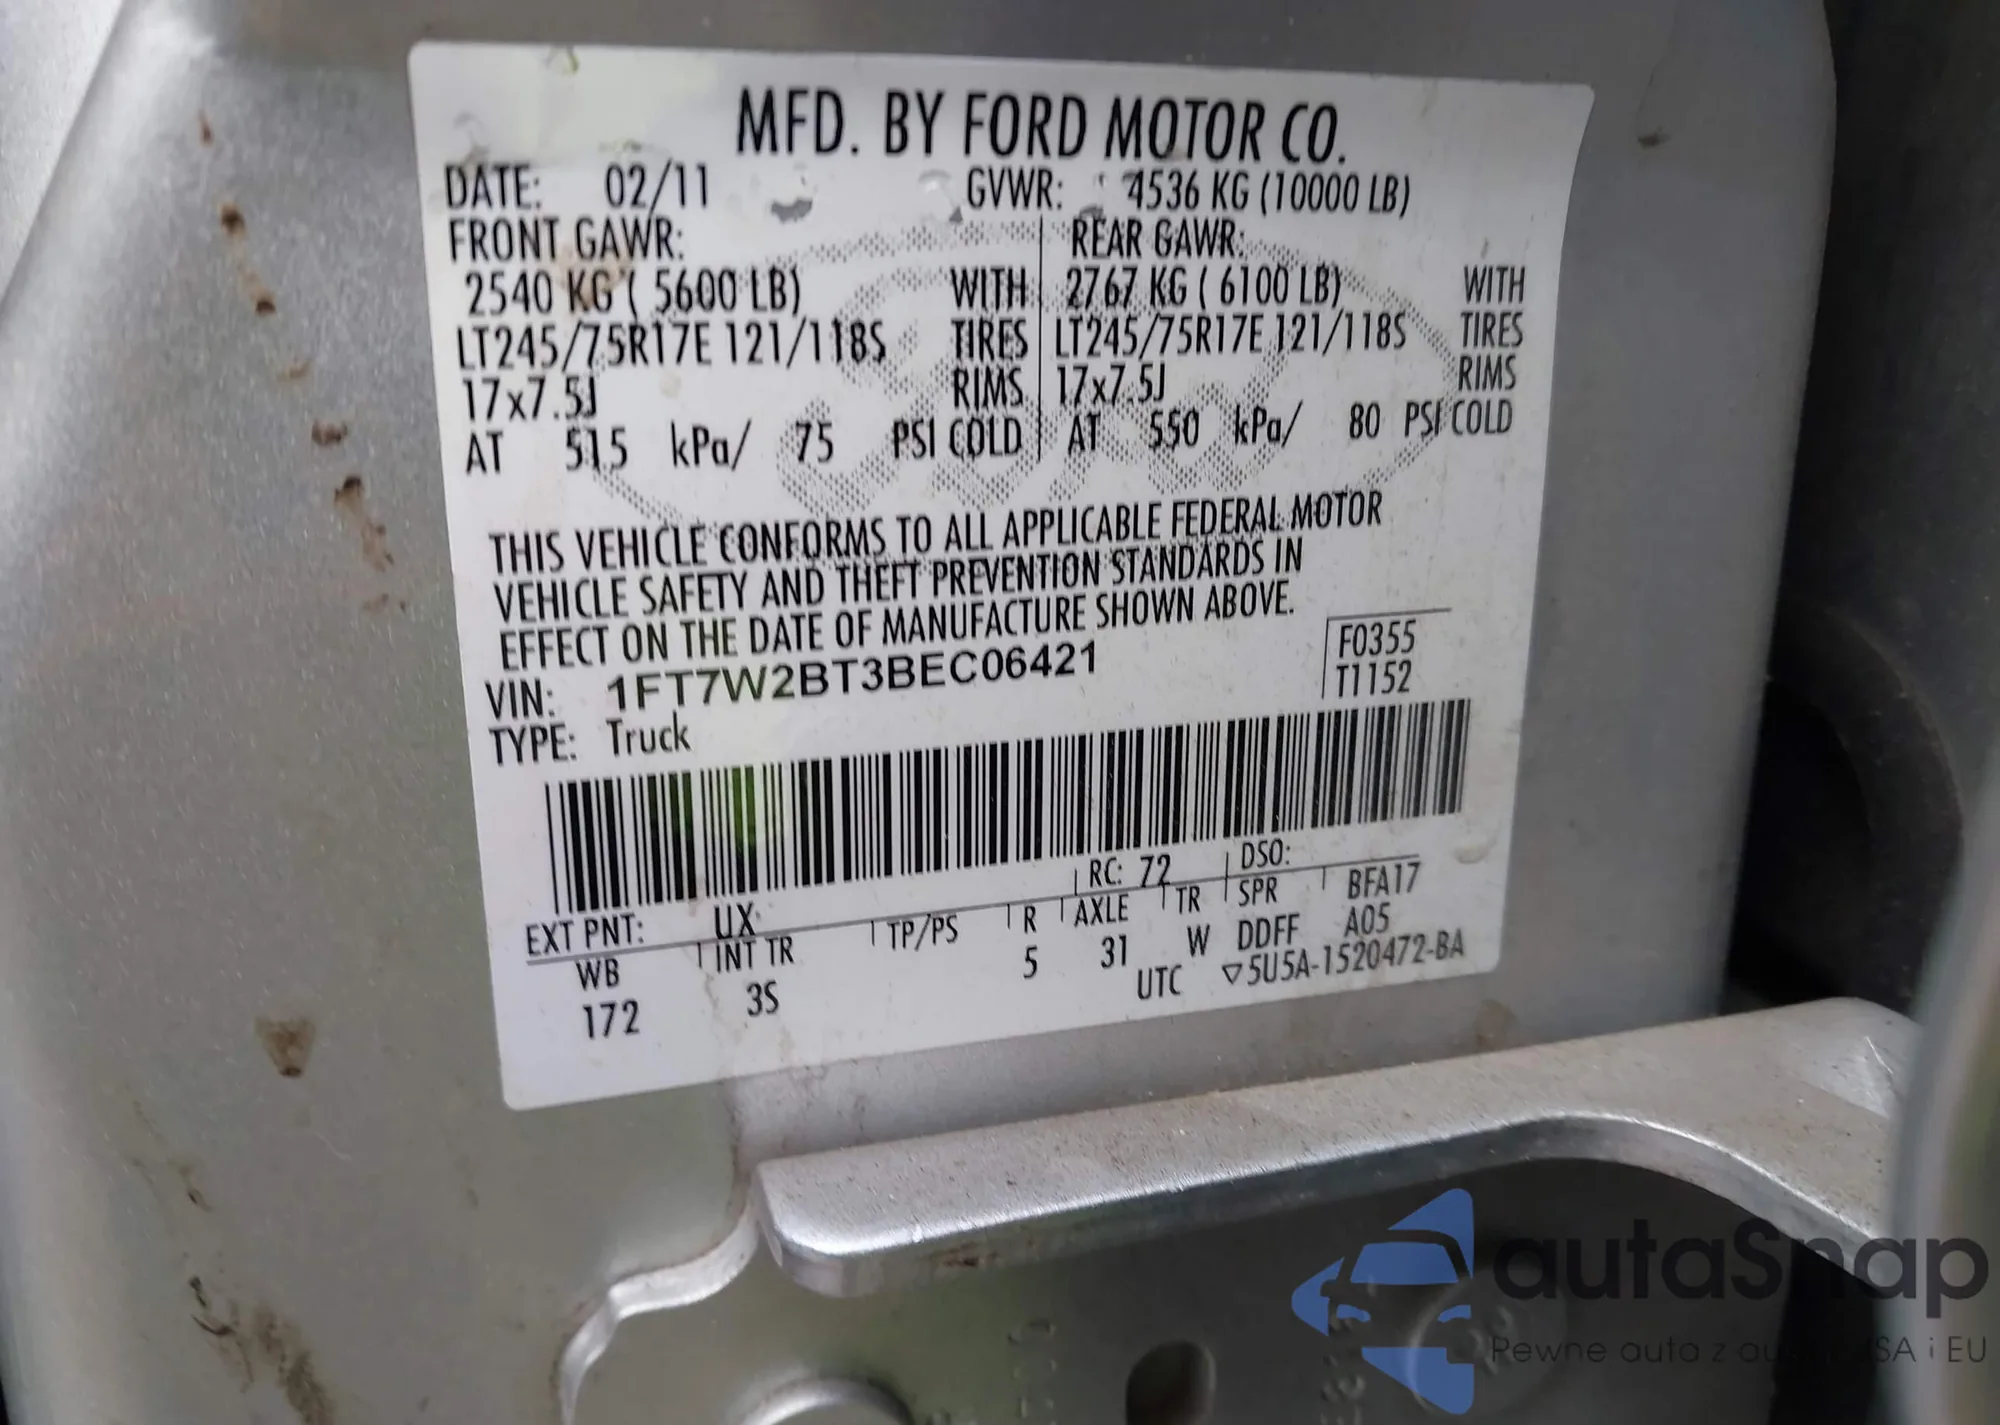 MFD. BY FORD MOTOR CO.
DATE: 02/11 GVWR: 4536 KG (10000 LB)
FRONT GAWR: REAR GAWR:
2540 KG ( 5600 LB) WITH 2767 KG ( 6100 LB) WITH
LT245/75R17E 121/118S TIRES LT245/75R17E 121/118S TIRES
17x7.5J RIMS 17x7.5J RIMS
AT 515 kPa/ 75 PSI COLD AT 550 kPa/ 80 PSI COLD
THIS VEHICLE CONFORMS TO ALL APPLICABLE FEDERAL MOTOR
VEHICLE SAFETY AND THEFT PREVENTION STANDARDS IN
EFFECT ON THE DATE OF MANUFACTURE SHOWN ABOVE.
VIN: 1FT7W2BT3BEC06421 F0355
TYPE: Truck T1152
RC: 72 DSO:
EXT PNT: UX
WB INT TR TP/PS R AXLE TR SPR BFA17
172 3S 5 31 W DDFF A05
UTC ▽5U5A-1520472-BA
autaSnap
Pewne auta z USA i EU